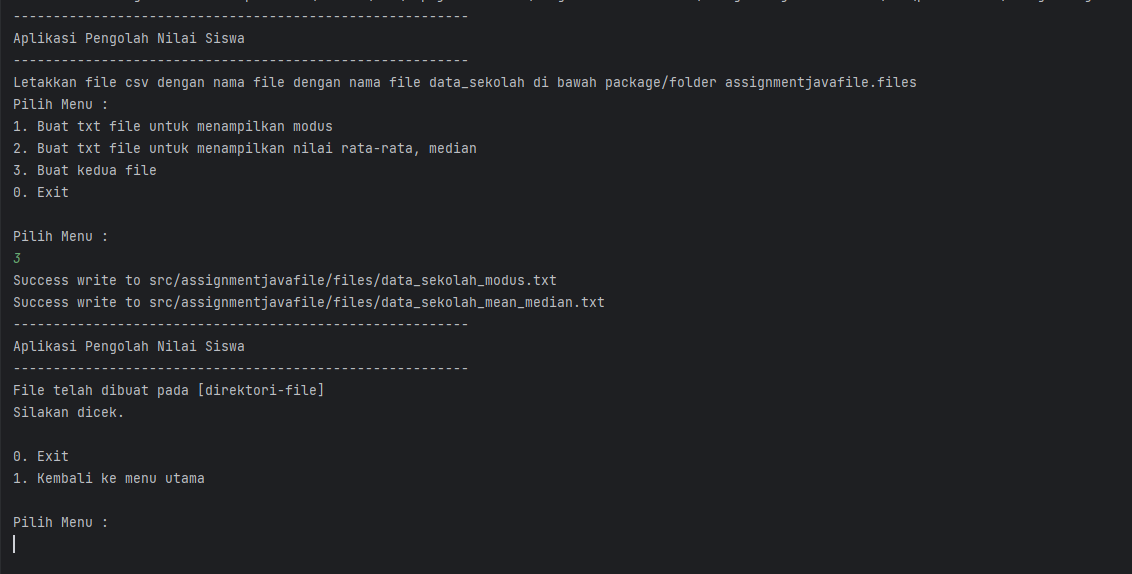 ---------------------------------------------------------
Aplikasi Pengolah Nilai Siswa
---------------------------------------------------------
Letakkan file csv dengan nama file dengan nama file data_sekolah di bawah package/folder assignmentjavafile.files
Pilih Menu :
1. Buat txt file untuk menampilkan modus
2. Buat txt file untuk menampilkan nilai rata-rata, median
3. Buat kedua file
0. Exit
Pilih Menu :
3
Success write to src/assignmentjavafile/files/data_sekolah_modus.txt
Success write to src/assignmentjavafile/files/data_sekolah_mean_median.txt
---------------------------------------------------------
Aplikasi Pengolah Nilai Siswa
---------------------------------------------------------
File telah dibuat pada [direktori-file]
Silakan dicek.
0. Exit
1. Kembali ke menu utama
Pilih Menu :